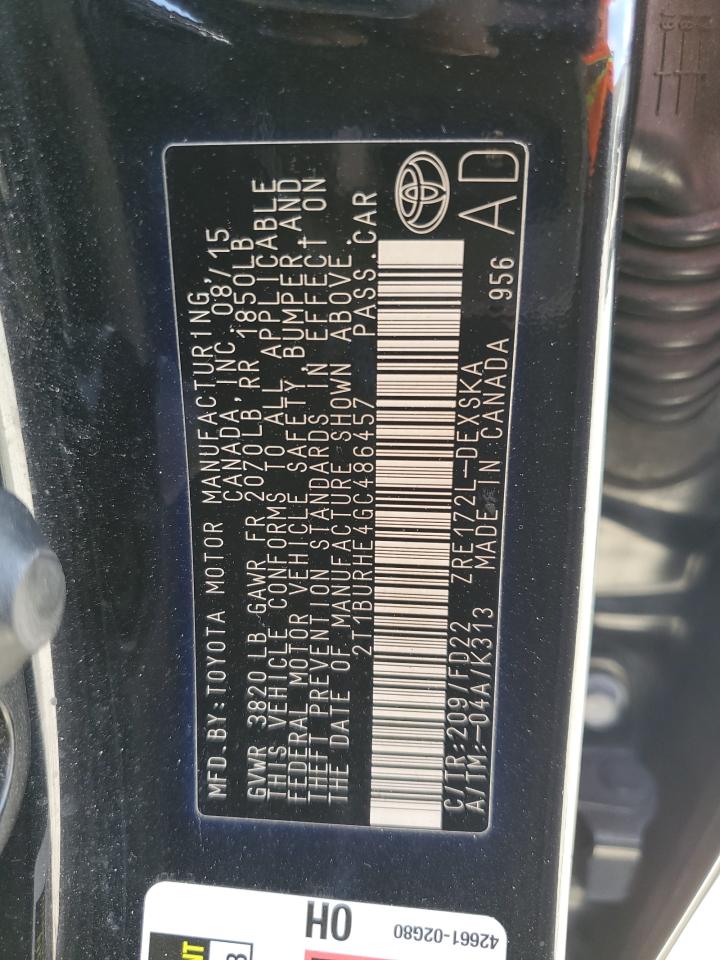 MFD.BY:TOYOTA MOTOR MANUFACTURING,
CANADA, INC. 08/15
GVWR 3820 LB GAWR FR 2070LB,RR 1850LB
THIS VEHICLE CONFORMS TO ALL APPLICABLE
FEDERAL MOTOR VEHICLE SAFETY, BUMPER,AND
THEFT PREVENTION STANDARDS IN EFFECT ON
THE DATE OF MANUFACTURE SHOWN ABOVE.
2T1BURHE4GC486457 PASS.CAR
C/TR:209/FD22 ZRE172L-DEXSKA
A/TM:-04A/K313 MADE IN CANADA 956
AD
0H
42661-02G80